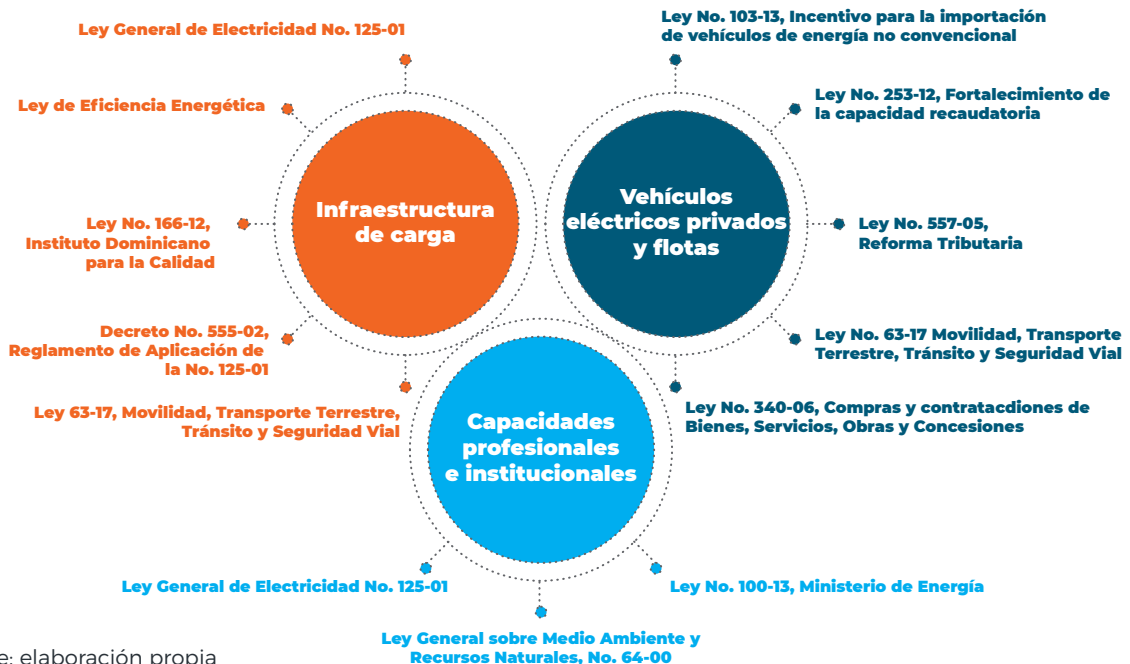 Ley General de Electricidad No. 125-01
Ley de Eficiencia Energética
Ley No. 166-12,
Instituto Dominicano
para la Calidad
Decreto No. 555-02,
Reglamento de Aplicación de
la No. 125-01
Ley 63-17, Movilidad, Transporte Terrestre,
Tránsito y Seguridad Vial
Infraestructura
de carga
Ley No. 103-13, Incentivo para la importación
de vehículos de energía no convencional
Ley No. 253-12, Fortalecimiento de
la capacidad recaudatoria
Vehículos
eléctricos privados
y flotas
Ley No. 557-05,
Reforma Tributaria
Ley No. 63-17 Movilidad, Transporte
Terrestre, Tránsito y Seguridad Vial
Ley No. 340-06, Compras y contratacdiones de
Bienes, Servicios, Obras y Concesiones
Capacidades
profesionales
e institucionales
Ley General de Electricidad No. 125-01
Ley No. 100-13, Ministerio de Energía
Ley General sobre Medio Ambiente y
Recursos Naturales, No. 64-00
e: elaboración propia